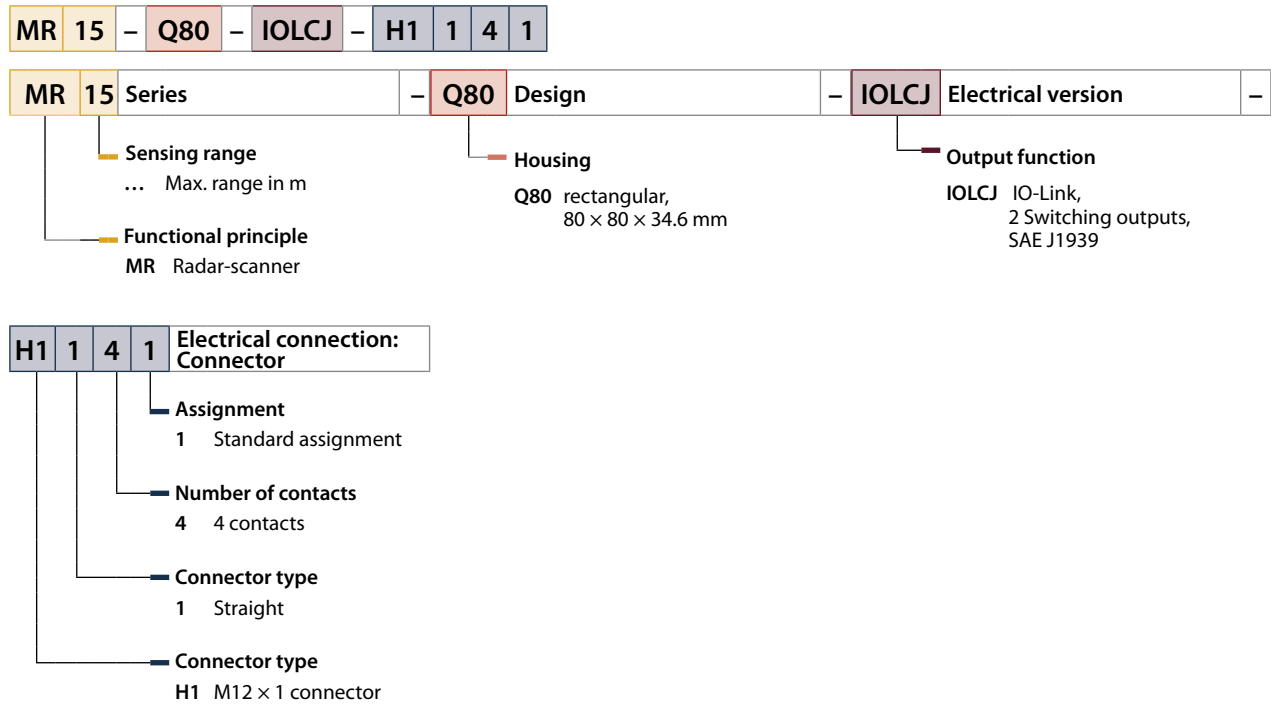 MR 15 – Q80 – IOLCJ – H1 1 4 1
MR 15 Series – Q80 Design – IOLCJ Electrical version –
Sensing range
… Max. range in m
Functional principle
MR Radar-scanner
Housing
Q80 rectangular,
80 × 80 × 34.6 mm
Output function
IOLCJ IO-Link,
2 Switching outputs,
SAE J1939
H1 1 4 1 Electrical connection:
Connector
Assignment
1 Standard assignment
Number of contacts
4 4 contacts
Connector type
1 Straight
Connector type
H1 M12 × 1 connector